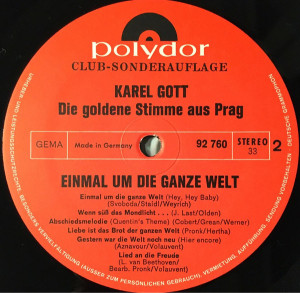 polydor
CLUB-SONDERAUFLAGE
KAREL GOTT
Die goldene Stimme aus Prag
GEMA
Made in Germany
92 760
STEREO
33
2
EINMAL UM DIE GANZE WELT
Einmal um die ganze Welt (Hey, Hey Baby)
(Svoboda/Staidl/Weyrich)
Wenn süß das Mondlicht . . . (J. Last/Olden)
Abschiedsmelodie (Quentin's Theme) (Cobert/Grean/Werner)
Liebe ist das Brot der ganzen Welt (Pronk/Hertha)
Gestern war die Welt noch neu (Hier encore)
(Aznavour/Volauvent)
Lied an die Freude
(L. van Beethoven/
Bearb. Pronk/Volauvent)